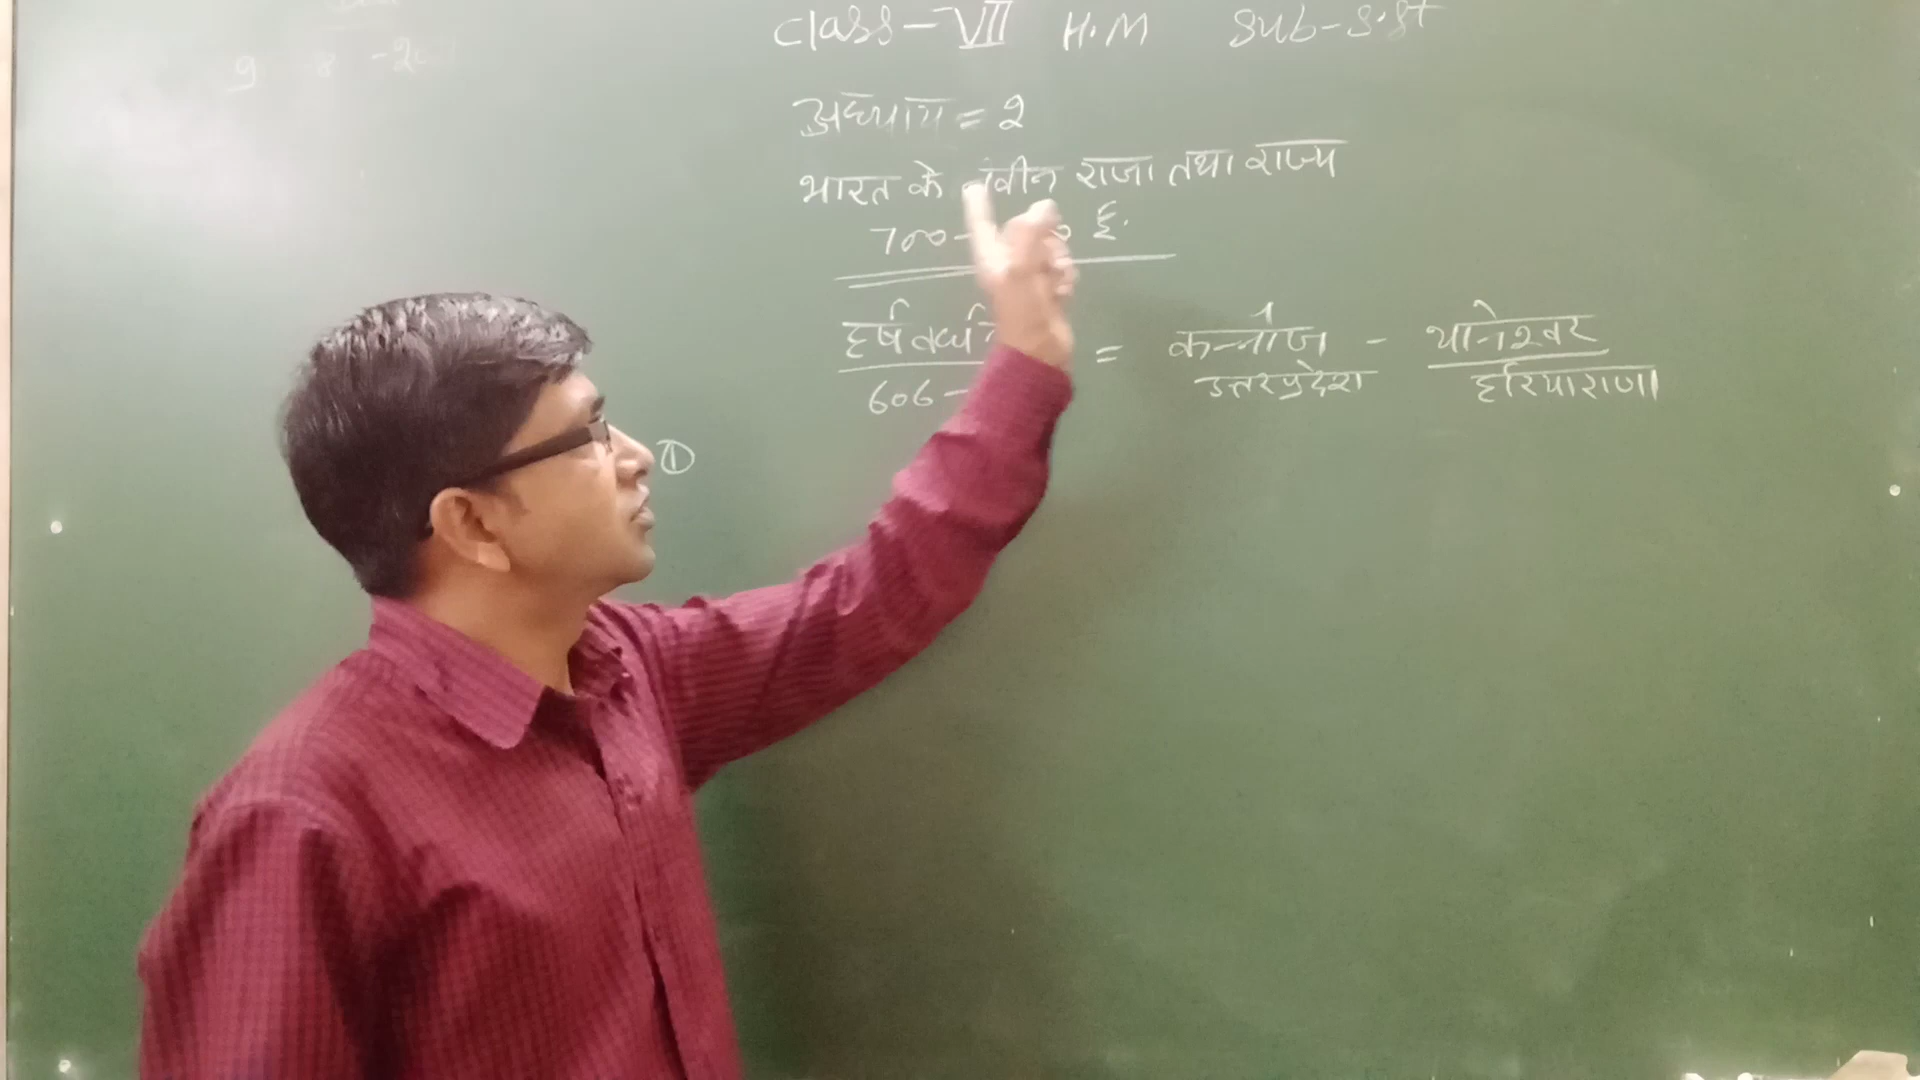 Class-VII H.M Sub-S.St
अध्याय = २
भारत के नवीन राजा तथा राज्य
700- ई.
हर्षवर्धन = कन्नौज - थानेश्वर
606- उत्तरप्रदेश हरियाराणा
①